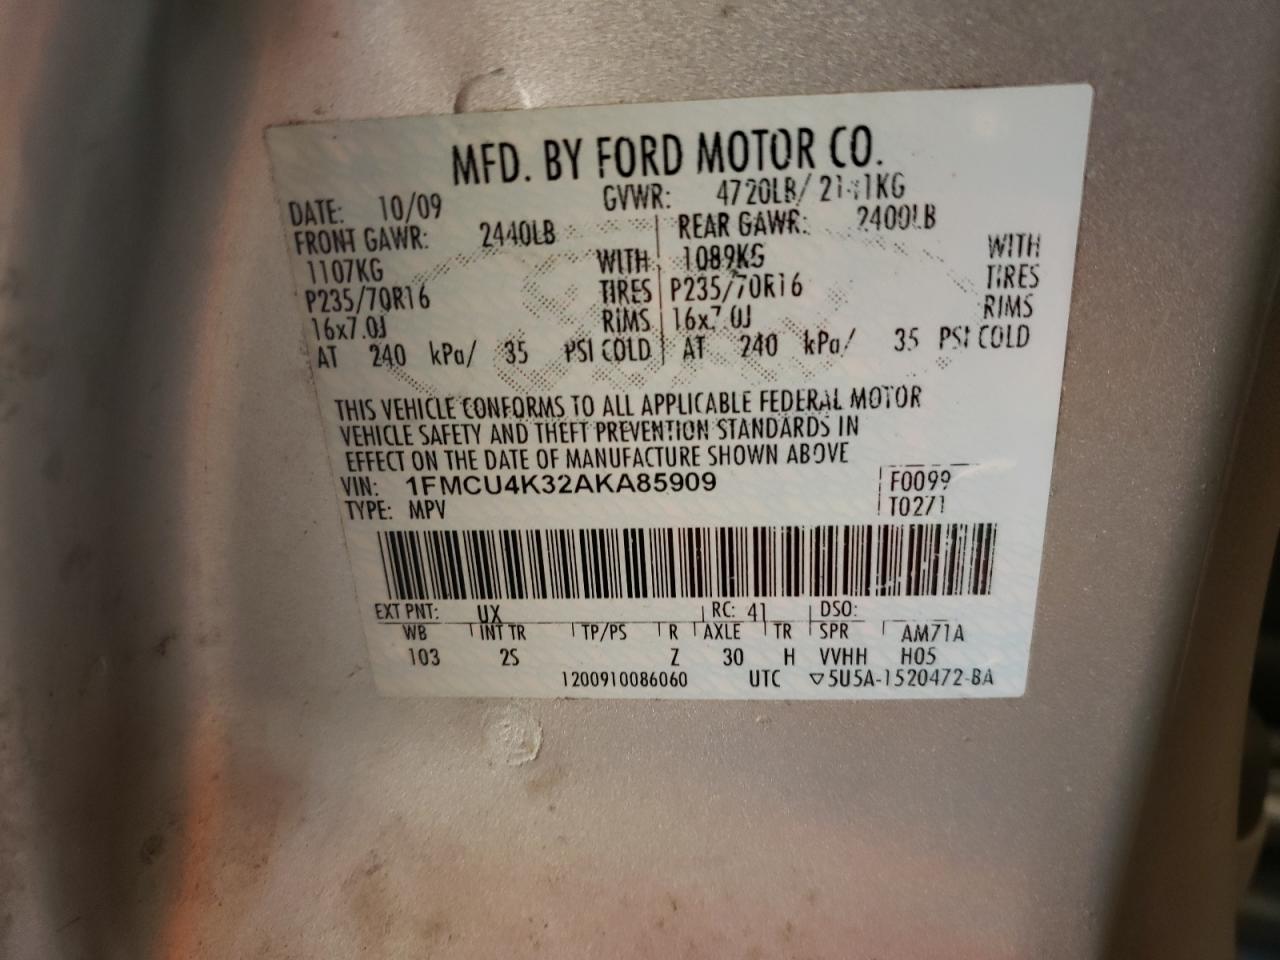 MFD. BY FORD MOTOR CO.
DATE: 10/09 GVWR: 4720LB/
FRONT GAWR: 2440LB REAR GAWR: 2400LB
1107KG WITH 1089KG WITH
P235/70R16 TIRES P235/70R16 TIRES
16x7.0J RIMS 16x7.0J RIMS
AT 240 kPa/ 35 PSI COLD AT 240 kPa/ 35 PSI COLD
THIS VEHICLE CONFORMS TO ALL APPLICABLE FEDERAL MOTOR
VEHICLE SAFETY AND THEFT PREVENTION STANDARDS IN
EFFECT ON THE DATE OF MANUFACTURE SHOWN ABOVE
VIN: 1FMCU4K32AKA85909 F0099
TYPE: MPV T0271
EXT PNT: UX RC: 41 DSO:
WB INT TR TP/PS R AXLE TR SPR AM71A
103 2S Z 30 H VVHH H05
1200910086060 UTC ▽5U5A-1520472-BA